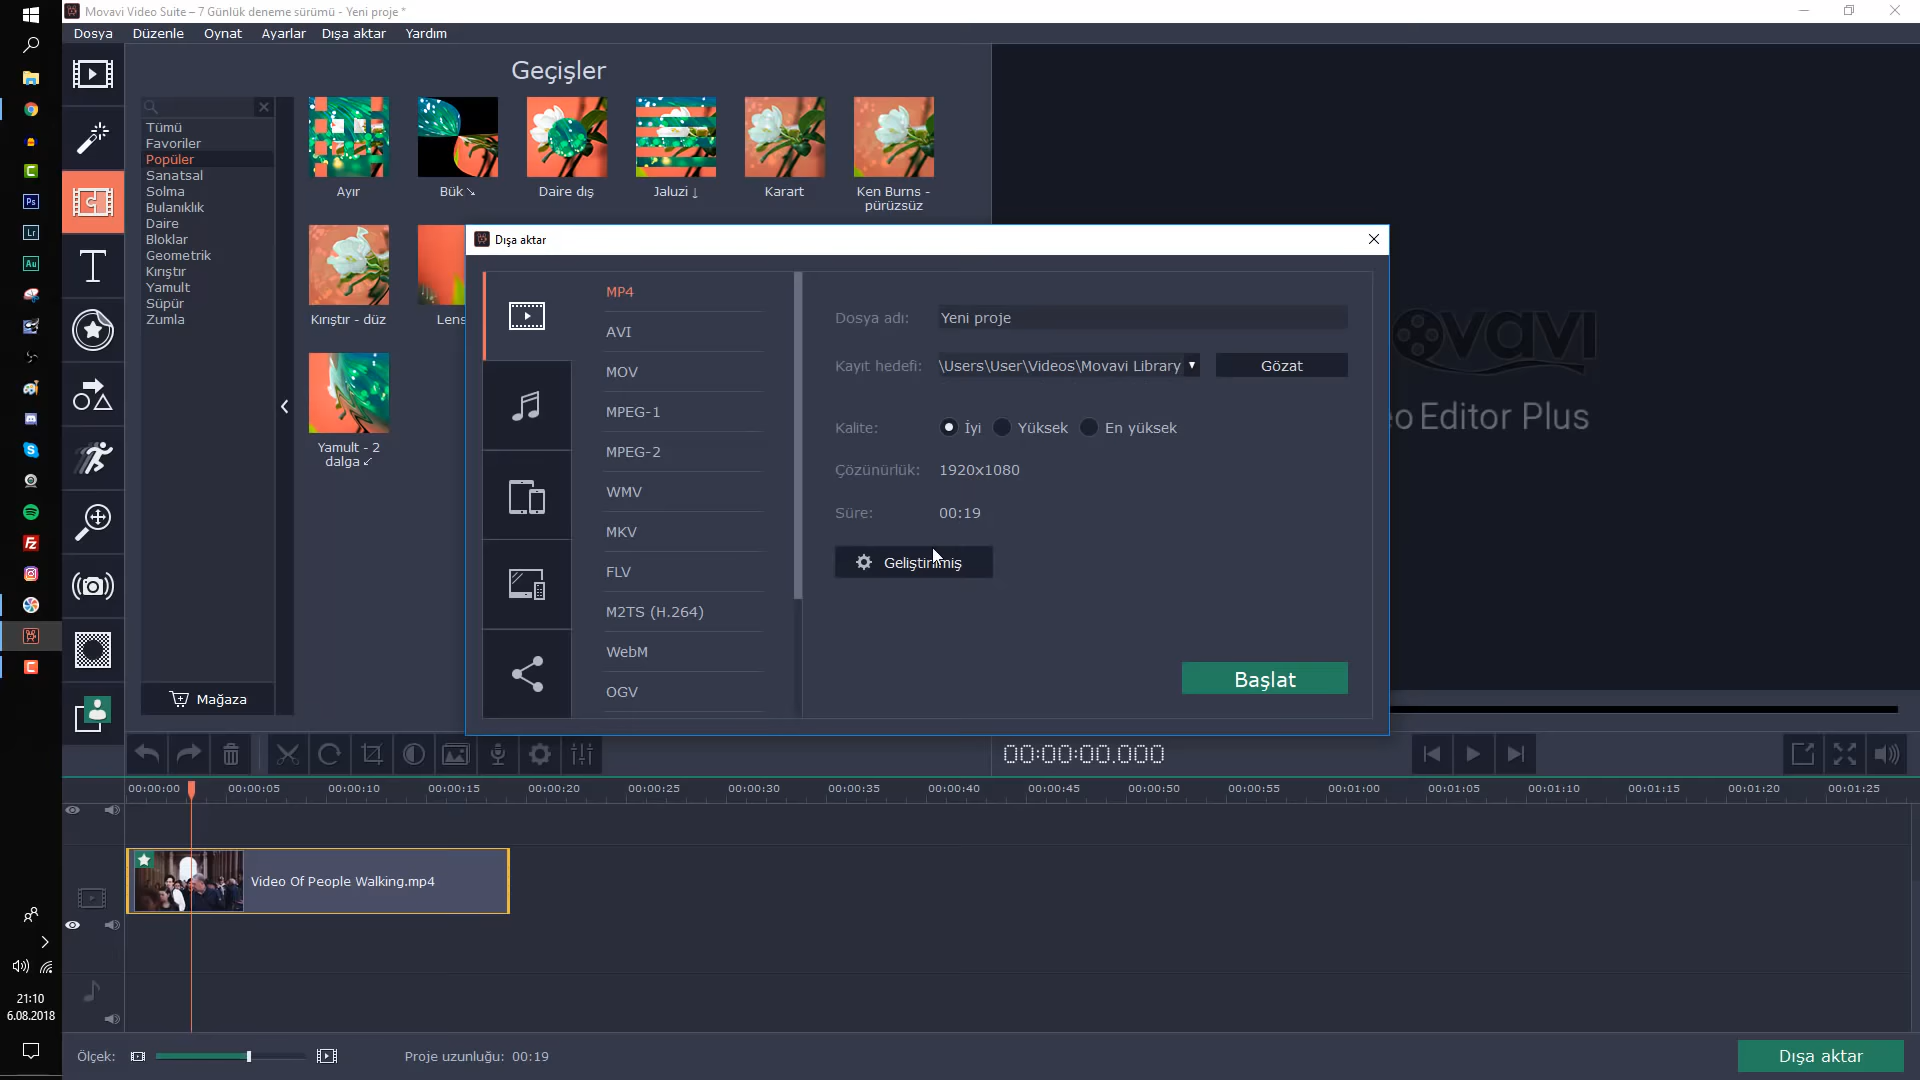 Movavi Video Suite – 7 Günlük deneme sürümü - Yeni proje *
Dosya Düzenle Oynat Ayarlar Dışa aktar Yardım
Geçişler
Tümü
Favoriler
Popüler
Sanatsal
Solma
Bulanıklık
Daire
Bloklar
Geometrik
Kırıştır
Yamult
Süpür
Zumla
Mağaza
Ayır
Bük ↘
Daire dış
Jaluzi ↓
Karart
Ken Burns -
pürüzsüz
Kırıştır - düz
Lens
Yamult - 2
dalga ↙
Dışa aktar
MP4
AVI
MOV
MPEG-1
MPEG-2
WMV
MKV
FLV
M2TS (H.264)
WebM
OGV
Dosya adı: Yeni proje
Kayıt hedefi: \Users\User\Videos\Movavi Library Gözat
Kalite: İyi Yüksek En yüksek
Çözünürlük: 1920x1080
Süre: 00:19
Geliştirilmiş
Başlat
ovavi
eo Editor Plus
00:00:00.000
00:00:00 00:00:05 00:00:10 00:00:15 00:00:20 00:00:25 00:00:30 00:00:35 00:00:40 00:00:45 00:00:50 00:00:55 00:01:00 00:01:05 00:01:10 00:01:15 00:01:20 00:01:25
Video Of People Walking.mp4
Ölçek: Proje uzunluğu: 00:19
Dışa aktar
Ps
Lr
Au
Fz
21:10
6.08.2018